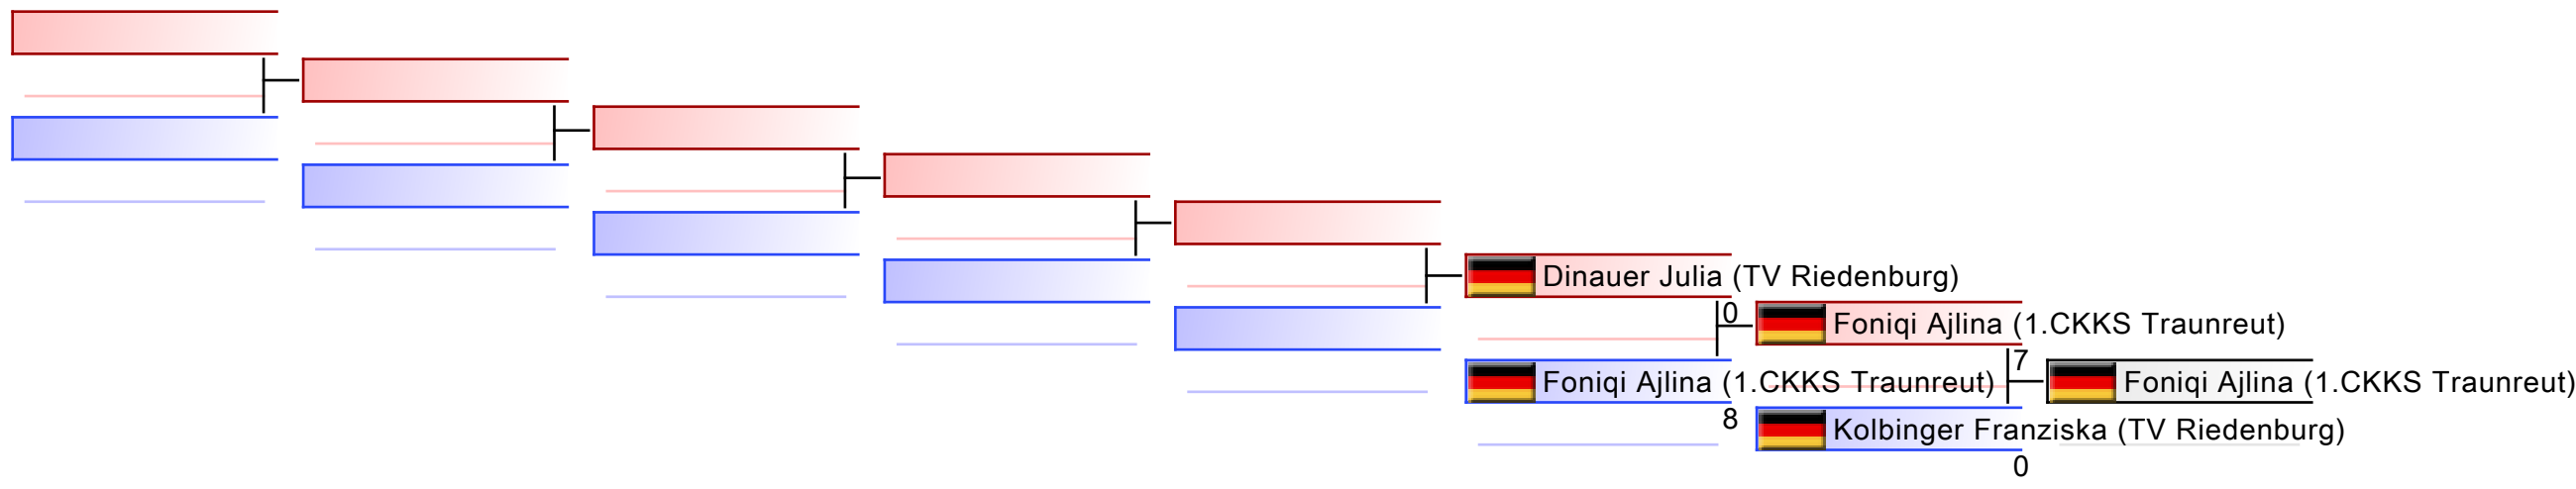 Dinauer Julia (TV Riedenburg)
0
Foniqi Ajlina (1.CKKS Traunreut)
7
Foniqi Ajlina (1.CKKS Traunreut)
Foniqi Ajlina (1.CKKS Traunreut)
8
Kolbinger Franziska (TV Riedenburg)
0